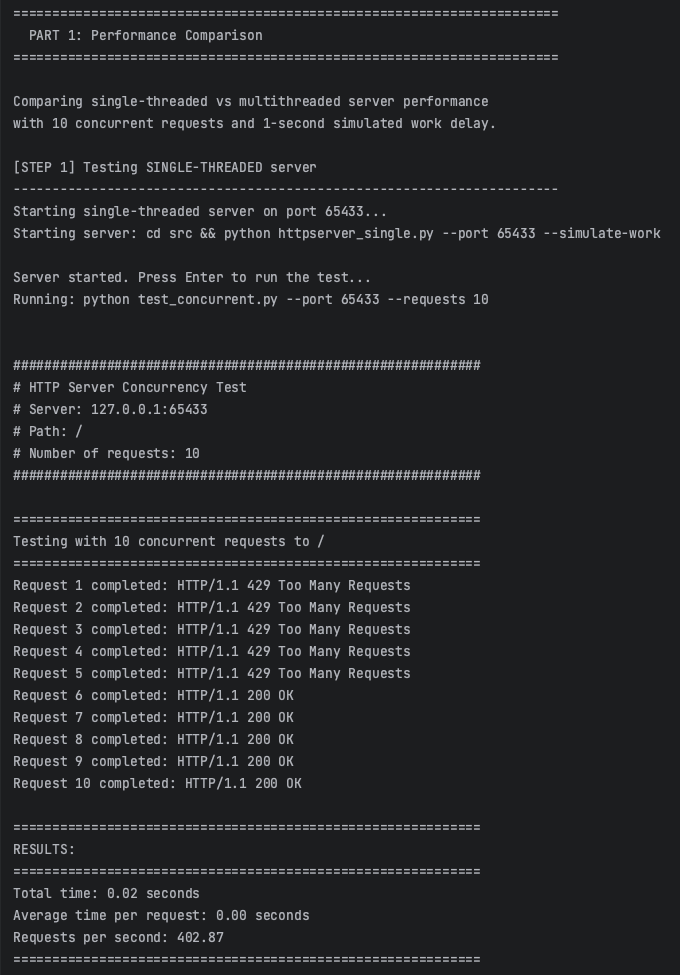 ======================================================================
PART 1: Performance Comparison
======================================================================
Comparing single-threaded vs multithreaded server performance
with 10 concurrent requests and 1-second simulated work delay.
[STEP 1] Testing SINGLE-THREADED server
----------------------------------------------------------------------
Starting single-threaded server on port 65433...
Starting server: cd src && python httpserver_single.py --port 65433 --simulate-work
Server started. Press Enter to run the test...
Running: python test_concurrent.py --port 65433 --requests 10
############################################################
# HTTP Server Concurrency Test
# Server: 127.0.0.1:65433
# Path: /
# Number of requests: 10
############################################################
============================================================
Testing with 10 concurrent requests to /
============================================================
Request 1 completed: HTTP/1.1 429 Too Many Requests
Request 2 completed: HTTP/1.1 429 Too Many Requests
Request 3 completed: HTTP/1.1 429 Too Many Requests
Request 4 completed: HTTP/1.1 429 Too Many Requests
Request 5 completed: HTTP/1.1 429 Too Many Requests
Request 6 completed: HTTP/1.1 200 OK
Request 7 completed: HTTP/1.1 200 OK
Request 8 completed: HTTP/1.1 200 OK
Request 9 completed: HTTP/1.1 200 OK
Request 10 completed: HTTP/1.1 200 OK
============================================================
RESULTS:
============================================================
Total time: 0.02 seconds
Average time per request: 0.00 seconds
Requests per second: 402.87
============================================================